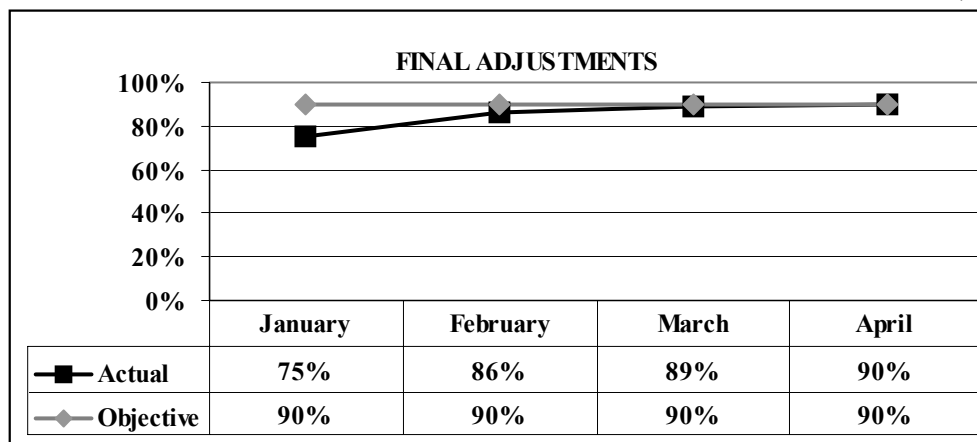 FINAL ADJUSTMENTS
100%
80%
60%
40%
20%
0%
January February March April
Actual 75% 86% 89% 90%
Objective 90% 90% 90% 90%